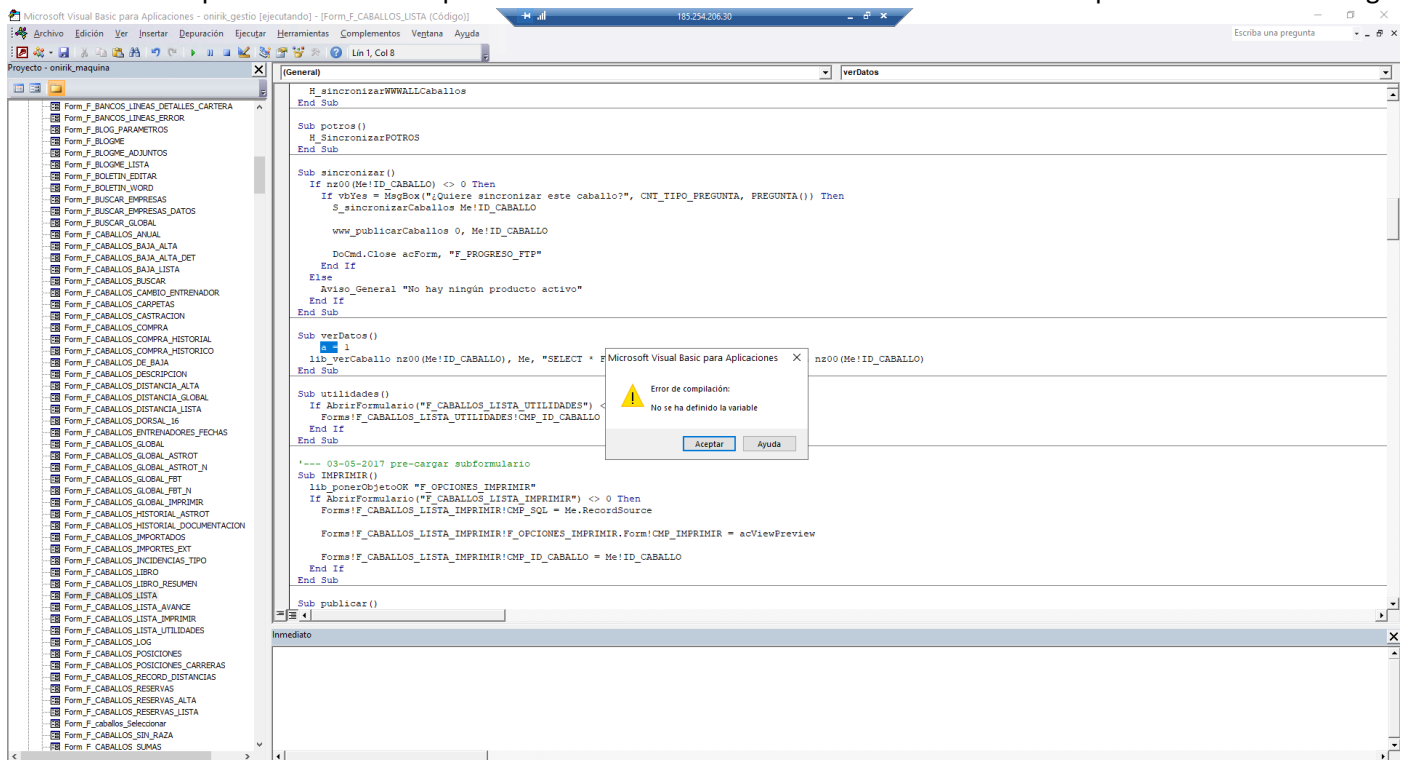 Microsoft Visual Basic para Aplicaciones - onirik_gestio [ejecutando] - [Form_F_CABALLOS_LISTA (Código)]
185.254.206.30
Archivo Edición Ver Insertar Depuración Ejecutar Herramientas Complementos Ventana Ayuda
Escriba una pregunta
Lín 1, Col 8
Proyecto - onirik_maquina
Form_F_BANCOS_LINEAS_DETALLES_CARTERA
Form_F_BANCOS_LINEAS_ERROR
Form_F_BLOG_PARAMETROS
Form_F_BLOGME
Form_F_BLOGME_ADJUNTOS
Form_F_BLOGME_LISTA
Form_F_BOLETIN_EDITAR
Form_F_BOLETIN_WORD
Form_F_BUSCAR_EMPRESAS
Form_F_BUSCAR_EMPRESAS_DATOS
Form_F_BUSCAR_GLOBAL
Form_F_CABALLOS_ANUAL
Form_F_CABALLOS_BAJA_ALTA
Form_F_CABALLOS_BAJA_ALTA_DET
Form_F_CABALLOS_BAJA_LISTA
Form_F_CABALLOS_BUSCAR
Form_F_CABALLOS_CAMBIO_ENTRENADOR
Form_F_CABALLOS_CARPETAS
Form_F_CABALLOS_CASTRACION
Form_F_CABALLOS_COMPRA
Form_F_CABALLOS_COMPRA_HISTORIAL
Form_F_CABALLOS_COMPRA_HISTORICO
Form_F_CABALLOS_DE_BAJA
Form_F_CABALLOS_DESCRIPCION
Form_F_CABALLOS_DISTANCIA_ALTA
Form_F_CABALLOS_DISTANCIA_GLOBAL
Form_F_CABALLOS_DISTANCIA_LISTA
Form_F_CABALLOS_DORSAL_16
Form_F_CABALLOS_ENTRENADORES_FECHAS
Form_F_CABALLOS_GLOBAL
Form_F_CABALLOS_GLOBAL_ASTROT
Form_F_CABALLOS_GLOBAL_ASTROT_N
Form_F_CABALLOS_GLOBAL_FBT
Form_F_CABALLOS_GLOBAL_FBT_N
Form_F_CABALLOS_GLOBAL_IMPRIMIR
Form_F_CABALLOS_HISTORIAL_ASTROT
Form_F_CABALLOS_HISTORIAL_DOCUMENTACION
Form_F_CABALLOS_IMPORTADOS
Form_F_CABALLOS_IMPORTES_EXT
Form_F_CABALLOS_INCIDENCIAS_TIPO
Form_F_CABALLOS_LIBRO
Form_F_CABALLOS_LIBRO_RESUMEN
Form_F_CABALLOS_LISTA
Form_F_CABALLOS_LISTA_AVANCE
Form_F_CABALLOS_LISTA_IMPRIMIR
Form_F_CABALLOS_LISTA_UTILIDADES
Form_F_CABALLOS_LOG
Form_F_CABALLOS_POSICIONES
Form_F_CABALLOS_POSICIONES_CARRERAS
Form_F_CABALLOS_RECORD_DISTANCIAS
Form_F_CABALLOS_RESERVAS
Form_F_CABALLOS_RESERVAS_ALTA
Form_F_CABALLOS_RESERVAS_LISTA
Form_F_caballos_Seleccionar
Form_F_CABALLOS_SIN_RAZA
Form_F_CABALLOS_SUMAS
(General)
verDatos
H_sincronizarWWWALLCaballos
End Sub
Sub potros()
H_SincronizarPOTROS
End Sub
Sub sincronizar()
If nz00(Me!ID_CABALLO) <> 0 Then
If vbYes = MsgBox("¿Quiere sincronizar este caballo?", CNT_TIPO_PREGUNTA, PREGUNTA()) Then
S_sincronizarCaballos Me!ID_CABALLO
www_publicarCaballos 0, Me!ID_CABALLO
DoCmd.Close acForm, "F_PROGRESO_FTP"
End If
Else
Aviso_General "No hay ningún producto activo"
End If
End Sub
Sub verDatos()
a = 1
lib_verCaballo nz00(Me!ID_CABALLO), Me, "SELECT * F nz00(Me!ID_CABALLO)
End Sub
Sub utilidades()
If AbrirFormulario("F_CABALLOS_LISTA_UTILIDADES") <
Forms!F_CABALLOS_LISTA_UTILIDADES!CMP_ID_CABALLO
End If
End Sub
'--- 03-05-2017 pre-cargar subformulario
Sub IMPRIMIR()
lib_ponerObjetoOK "F_OPCIONES_IMPRIMIR"
If AbrirFormulario("F_CABALLOS_LISTA_IMPRIMIR") <> 0 Then
Forms!F_CABALLOS_LISTA_IMPRIMIR!CMP_SQL = Me.RecordSource
Forms!F_CABALLOS_LISTA_IMPRIMIR!F_OPCIONES_IMPRIMIR.Form!CMP_IMPRIMIR = acViewPreview
Forms!F_CABALLOS_LISTA_IMPRIMIR!CMP_ID_CABALLO = Me!ID_CABALLO
End If
End Sub
Sub publicar()
Microsoft Visual Basic para Aplicaciones
Error de compilación:
No se ha definido la variable
Aceptar Ayuda
Inmediato